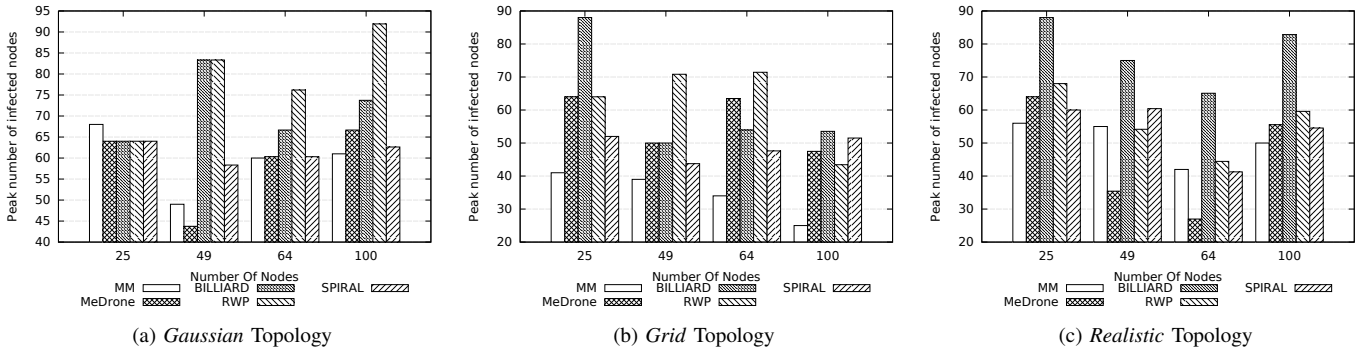 Peak number of infected nodes
95
90
85
80
75
70
65
60
55
50
45
40
25 49 64 100
Number Of Nodes
MM BILLIARD SPIRAL
MeDrone RWP
(a) Gaussian Topology
Peak number of infected nodes
90
80
70
60
50
40
30
20
25 49 64 100
Number Of Nodes
MM BILLIARD SPIRAL
MeDrone RWP
(b) Grid Topology
Peak number of infected nodes
90
80
70
60
50
40
30
20
25 49 64 100
Number Of Nodes
MM BILLIARD SPIRAL
MeDrone RWP
(c) Realistic Topology